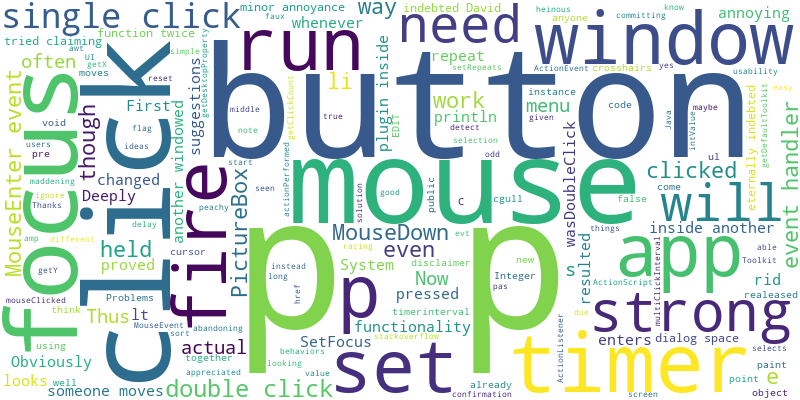 single click
minor annoyance
way
indebted David
heinous
know
faux
whenever
need
anyone
committing
annoying
tried claiming
function twice
run
window
often
awt
UI
getX
simple
moves
reset
getDesktopProperty
button
repeat
setRepeats
ActionEvent
crosshairs
yes
usability
MouseEnter event
focus
click
First
though
suggestions
middle
getClickCount
li
true
plugin inside
EDIT
work
println
menu
instance
code
detect
given
selection
Java
maybe
intValue
easy
getDefaultToolkit
void
flag
users
ideas
pre
note
start
odd
ul
maddening
changed
another windowed
fire
seen
actionPerformed
mouse
good
solution
public
c
cgull
wasDoubleClick
clicked
come
false
will
eternally indebted
event handler
ignore
Thanks
Deeply
delay
peachy
PictureBox
MouseDown
things
inside another
amp
different
held
cursor
racing
evt
even
s
resulted
app
able
Toolkit
proved
getY
Problems
instead
long
href
pp
System
disclaimer
new
Now
Integer
pas
ActionScript
multiClickInterval
rid
realeased
mouseClicked
think
Thus
lt
MouseEvent
abandoning
p
pressed
timerinterval
functionality
strong
using
sort
actual
together
behaviors
SetFocus
stackoverflow
enters
dialog space
Obviously
looking
set
timer
ActionListener
due
selects
paint
looks
well
appreciated
value
already
confirmation
screen
point
e
object
someone moves
double click